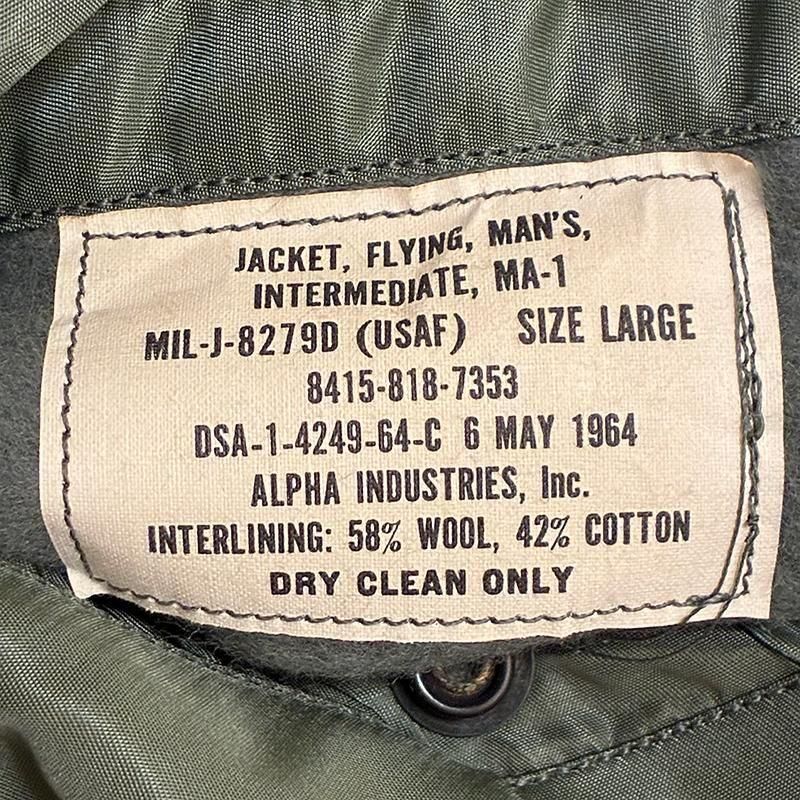 JACKET, FLYING, MAN'S,
INTERMEDIATE, MA-1
MIL-J-8279D (USAF) SIZE LARGE
8415-818-7353
DSA-1-4249-64-C 6 MAY 1964
ALPHA INDUSTRIES, Inc.
INTERLINING: 58% WOOL, 42% COTTON
DRY CLEAN ONLY